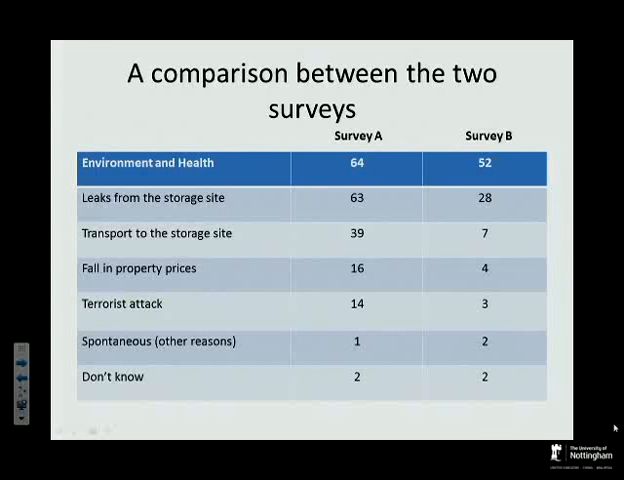 A comparison between the two
surveys
Survey A Survey B
Environment and Health 64 52
Leaks from the storage site 63 28
Transport to the storage site 39 7
Fall in property prices 16 4
Terrorist attack 14 3
Spontaneous (other reasons) 1 2
Don't know 2 2
The University of
Nottingham